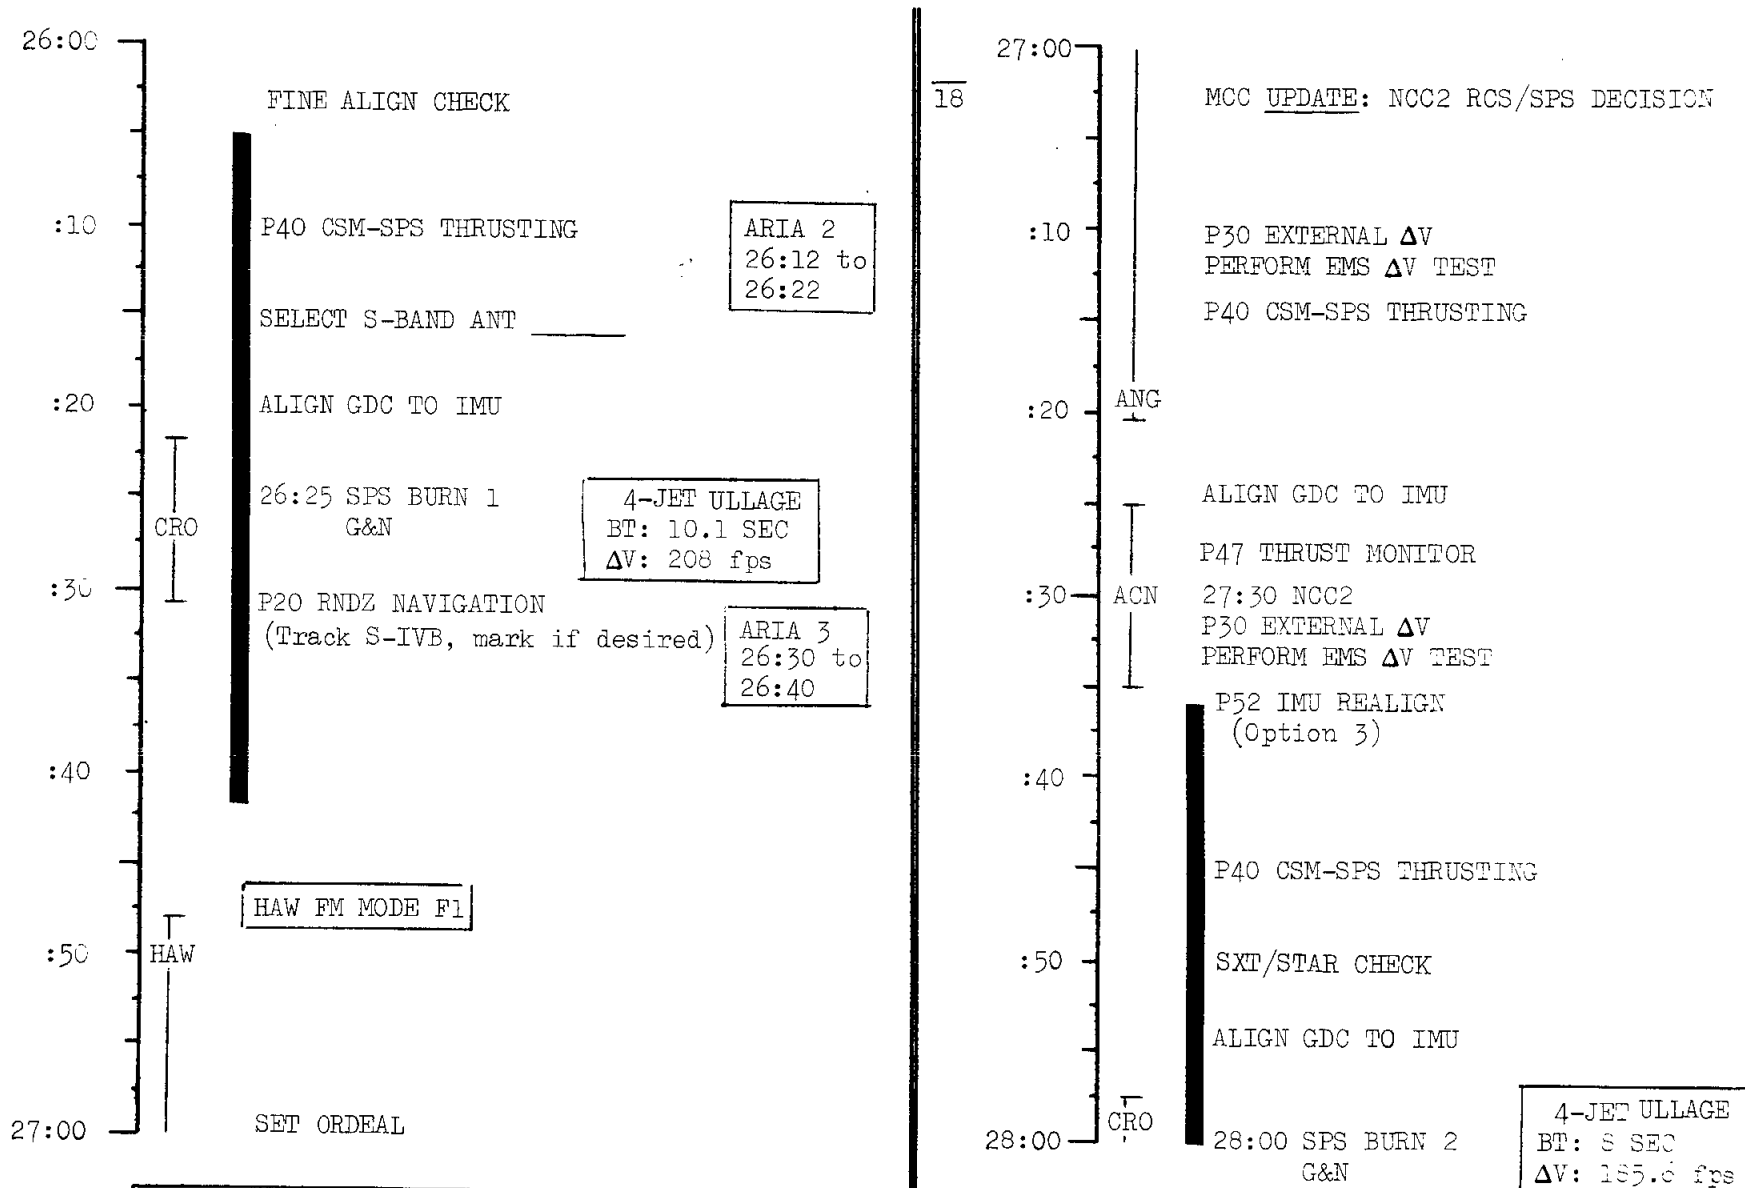 26:00
FINE ALIGN CHECK
:10
P40 CSM-SPS THRUSTING
ARIA 2
26:12 to
26:22
SELECT S-BAND ANT ______
:20
ALIGN GDC TO IMU
26:25 SPS BURN 1
G&N
CRO
4-JET ULLAGE
BT: 10.1 SEC
ΔV: 208 fps
:30
P20 RNDZ NAVIGATION
(Track S-IVB, mark if desired)
ARIA 3
26:30 to
26:40
:40
HAW FM MODE F1
:50
HAW
27:00
SET ORDEAL
18
27:00
MCC UPDATE: NCC2 RCS/SPS DECISION
:10
P30 EXTERNAL ΔV
PERFORM EMS ΔV TEST
P40 CSM-SPS THRUSTING
ANG
:20
ALIGN GDC TO IMU
P47 THRUST MONITOR
:30
ACN
27:30 NCC2
P30 EXTERNAL ΔV
PERFORM EMS ΔV TEST
P52 IMU REALIGN
(Option 3)
:40
P40 CSM-SPS THRUSTING
:50
SXT/STAR CHECK
ALIGN GDC TO IMU
CRO
28:00
28:00 SPS BURN 2
G&N
4-JET ULLAGE
BT: 8 SEC
ΔV: fps